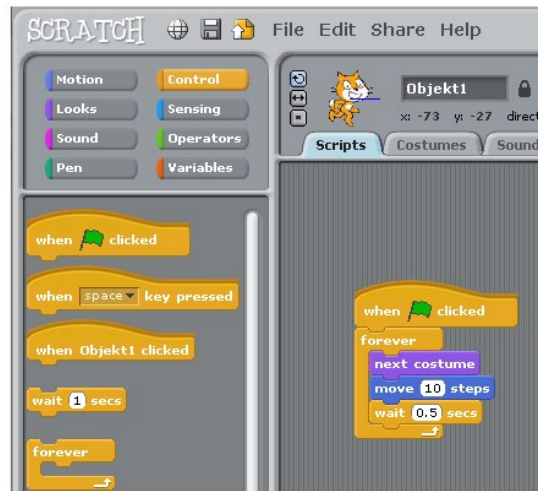 SCRATCH File Edit Share Help
Motion Control
Looks Sensing
Sound Operators
Pen Variables
Objekt1
x: -73 y: -27 direct
Scripts Costumes Sound
when clicked
when space key pressed
when Objekt1 clicked
wait 1 secs
forever
when clicked
forever
next costume
move 10 steps
wait 0.5 secs